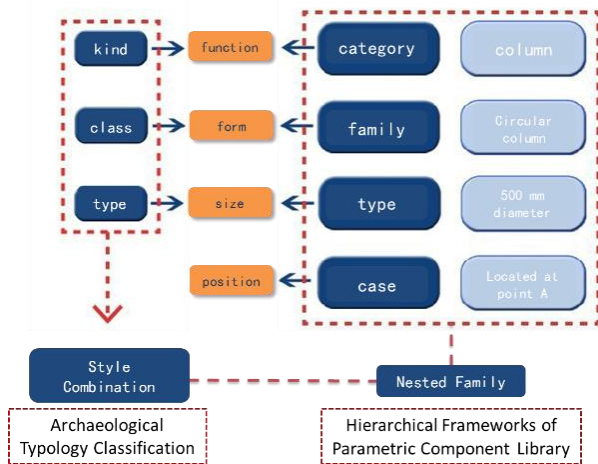 kind
function
category
column
class
form
family
Circular
column
type
size
type
500 mm
diameter
position
case
Located at
point A
Style
Combination
Nested Family
Archaeological
Typology Classification
Hierarchical Frameworks of
Parametric Component Library